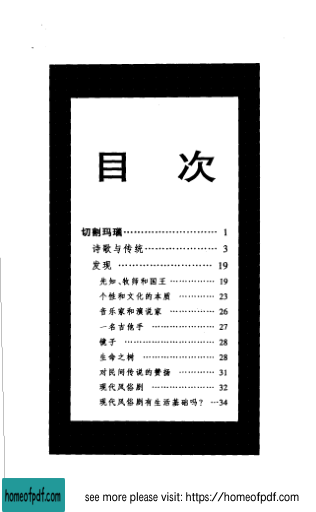 目 次
切割玛瑙………………………… 1
诗歌与传统………………… 3
发现 ……………………… 19
先知、牧师和国王 …………… 19
个性和文化的本质 ………… 23
音乐家和演说家 …………… 26
一名吉他手 ……………… 27
镜子 ……………………… 28
生命之树 ………………… 28
对民间传说的赞扬 ………… 31
现代风俗剧 ……………… 32
现代风俗剧有生活基础吗？ …34
homeofpdf.com
see more please visit: https://homeofpdf.com